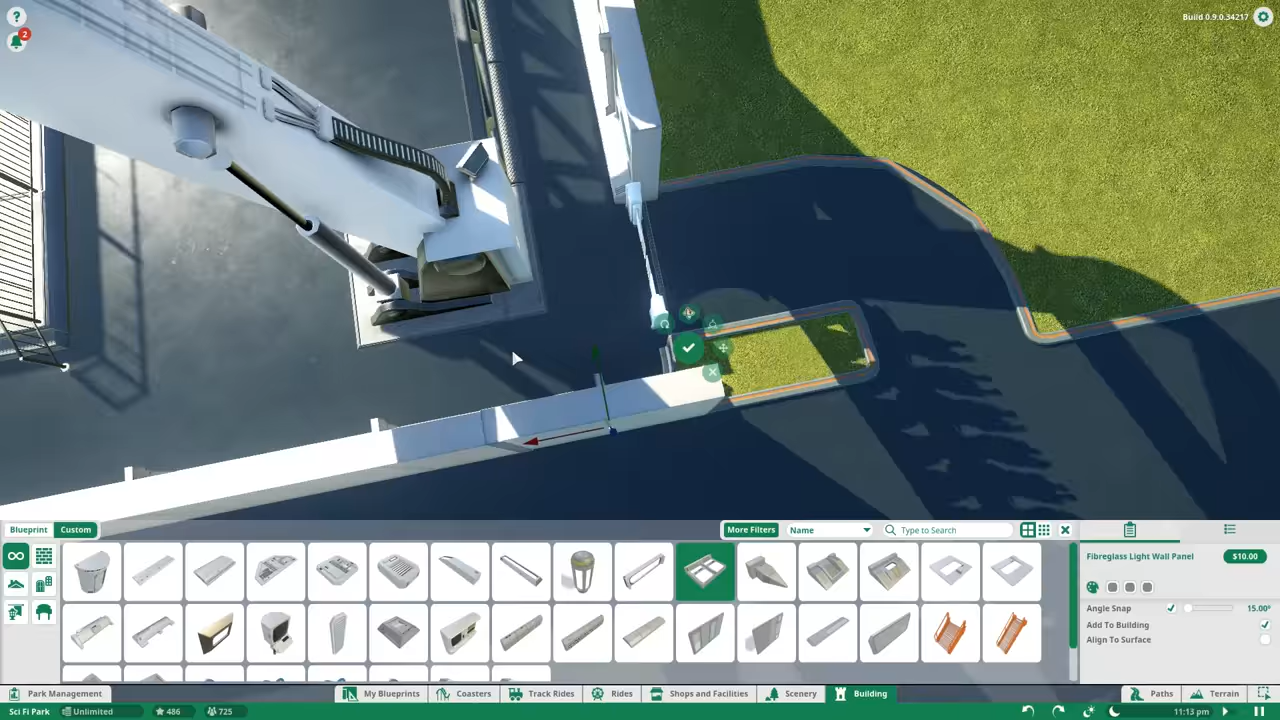 ?
2
Build 0.9.0.34217
Blueprint
Custom
More Filters
Name
Type to Search
Fibreglass Light Wall Panel
$10.00
Angle Snap
15.00°
Add To Building
Align To Surface
Park Management
My Blueprints
Coasters
Track Rides
Rides
Shops and Facilities
Scenery
Building
Paths
Terrain
Sci Fi Park
Unlimited
486
725
11:13 pm